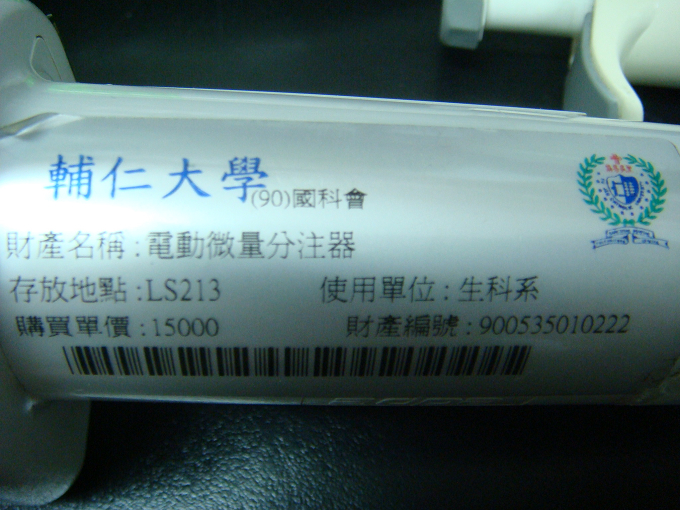 輔仁大學(90)國科會
財產名稱：電動微量分注器
存放地點：LS213 使用單位：生科系
購買單價：15000 財產編號：900535010222